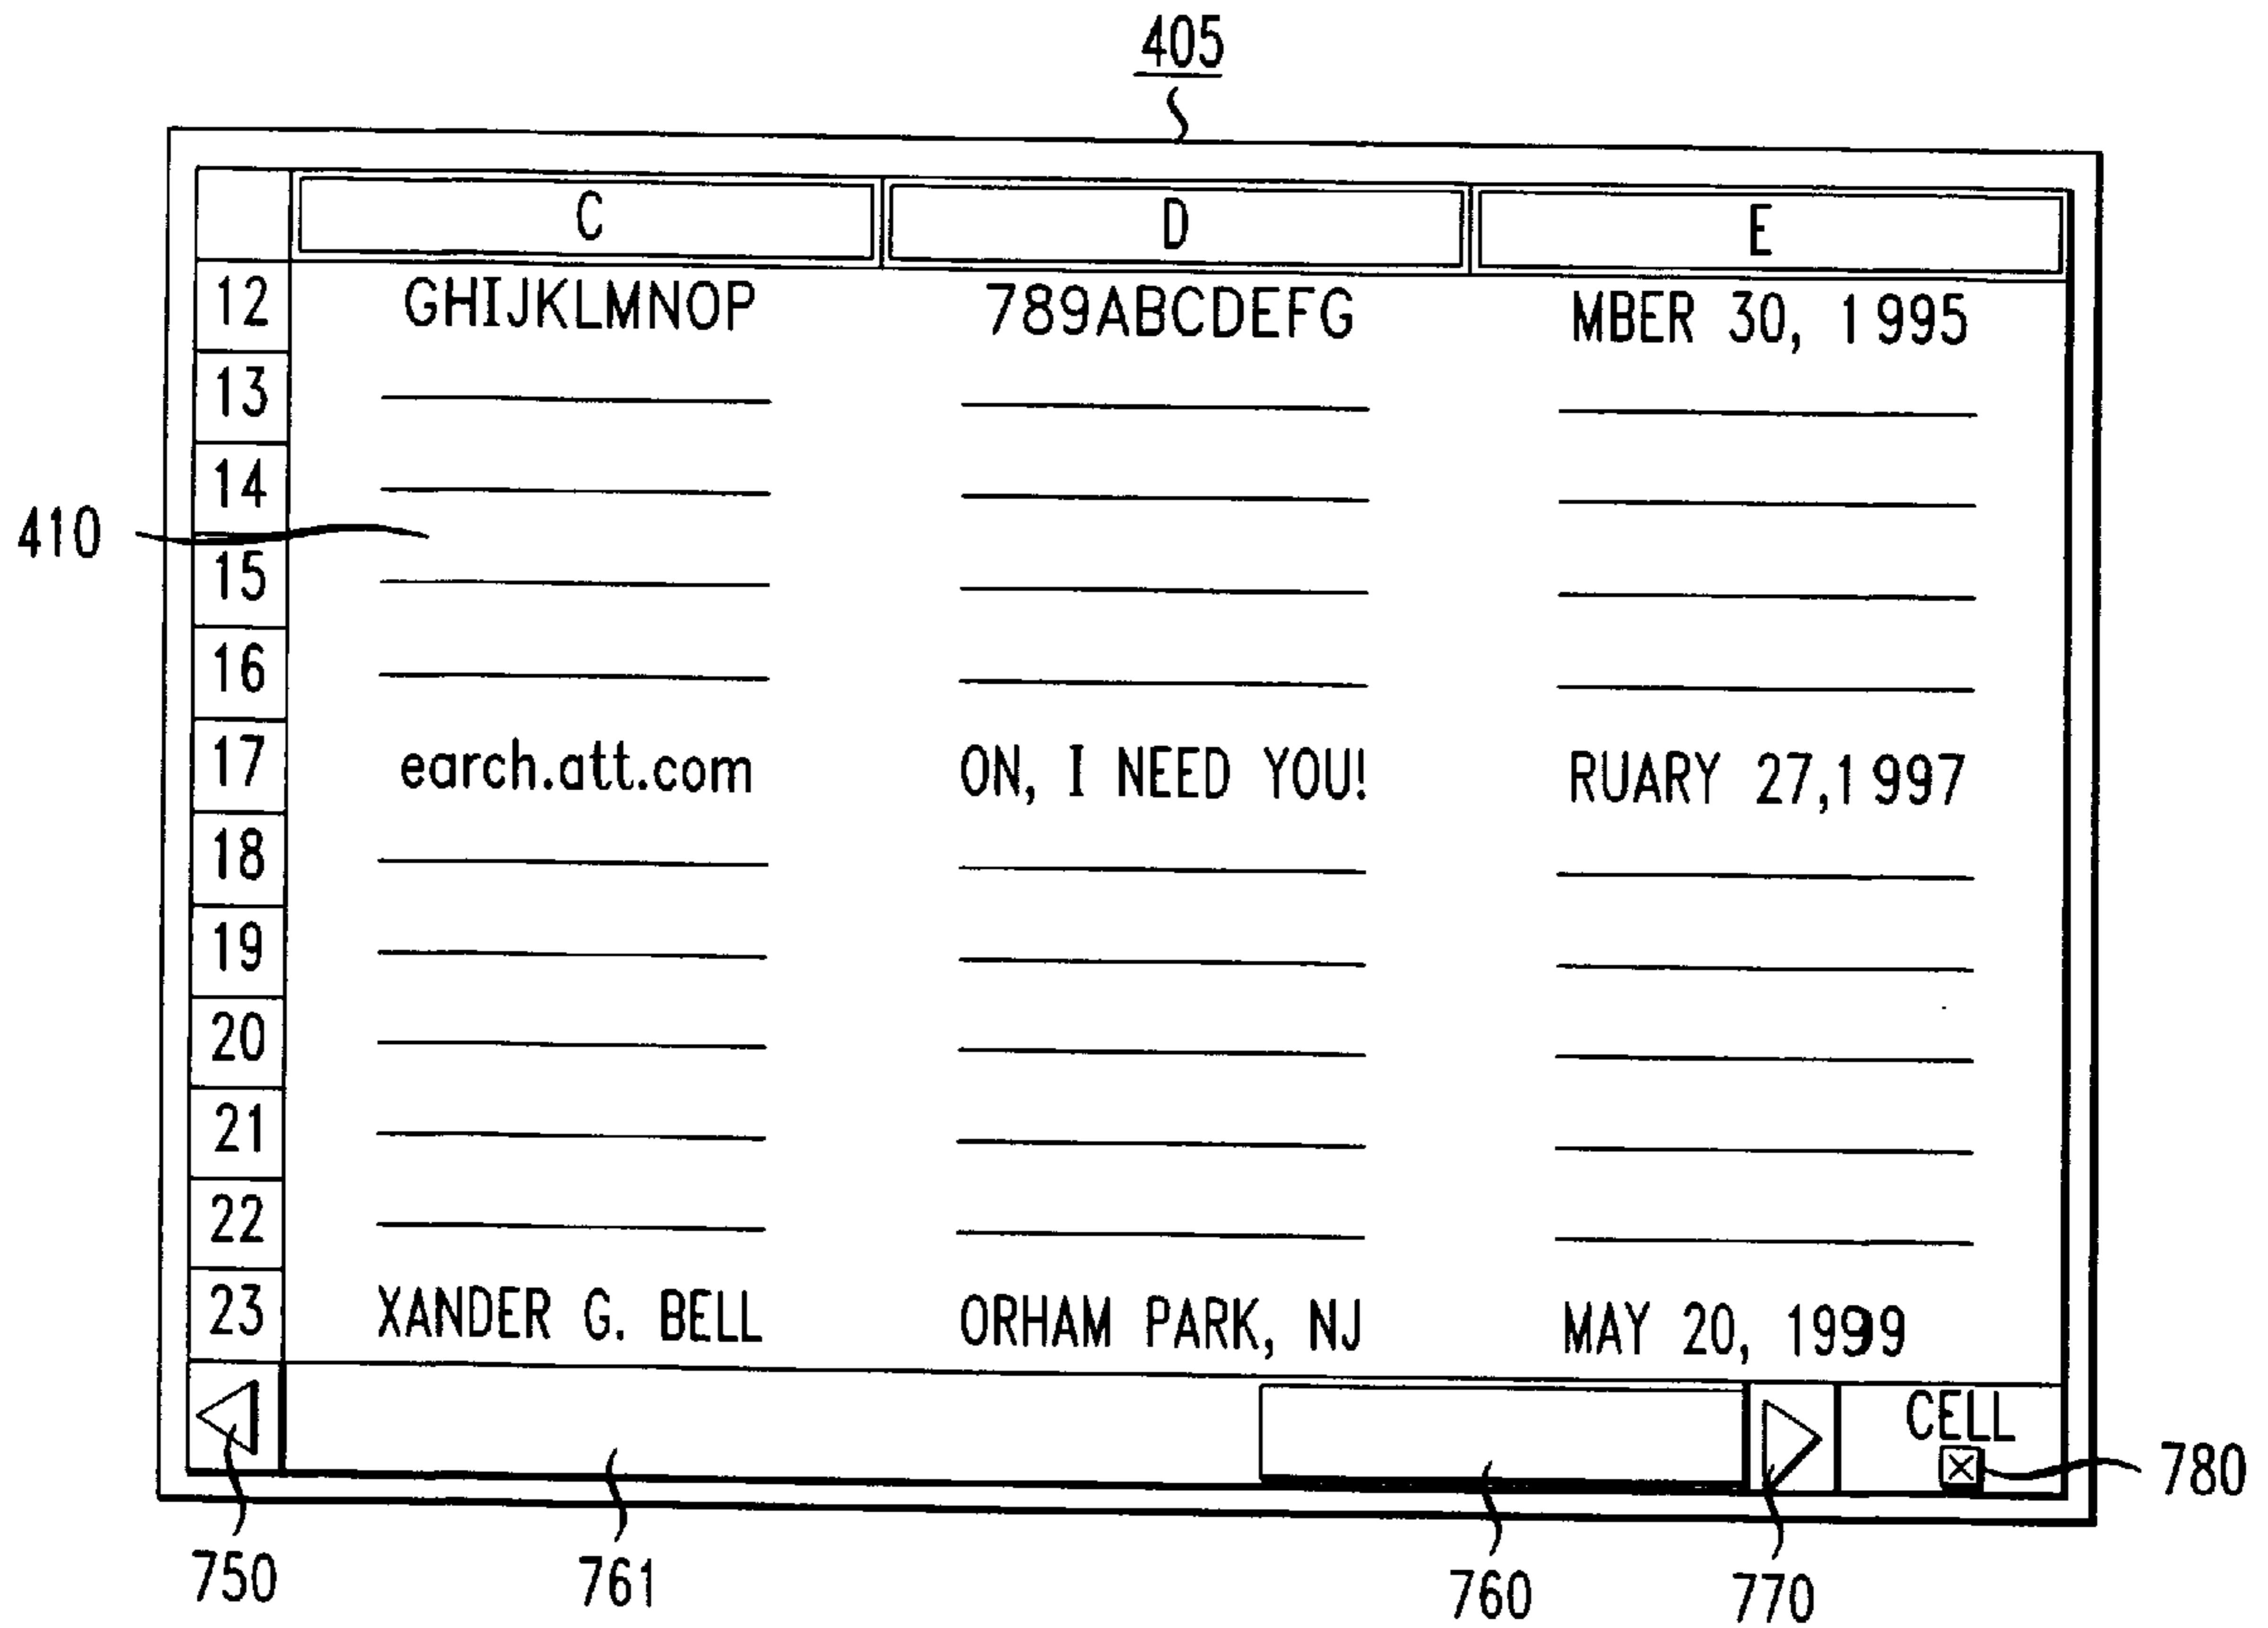 405
C D E
12 GHIJKLMNOP 789ABCDEFG MBER 30, 1995
13
14
410
15
16
17 earch.att.com ON, I NEED YOU! RUARY 27,1997
18
19
20
21
22
23 XANDER G. BELL ORHAM PARK, NJ MAY 20, 1999
CELL
780
750 761 760 770